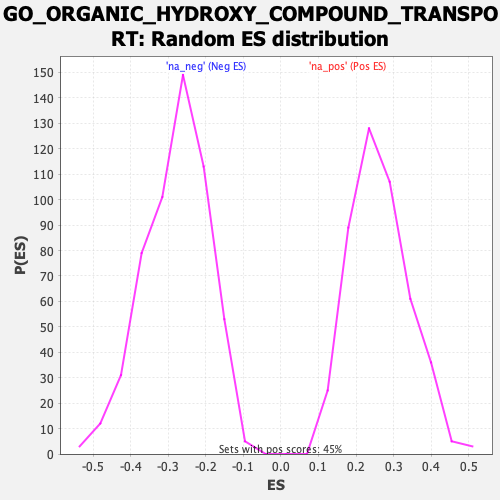 GO_ORGANIC_HYDROXY_COMPOUND_TRANSPO
RT: Random ES distribution
'na_neg' (Neg ES)
'na_pos' (Pos ES)
150
140
130
120
110
100
90
80
70
60
50
40
30
20
10
0
P(ES)
Sets with pos scores: 45%
-0.5 -0.4 -0.3 -0.2 -0.1 0.0 0.1 0.2 0.3 0.4 0.5
ES